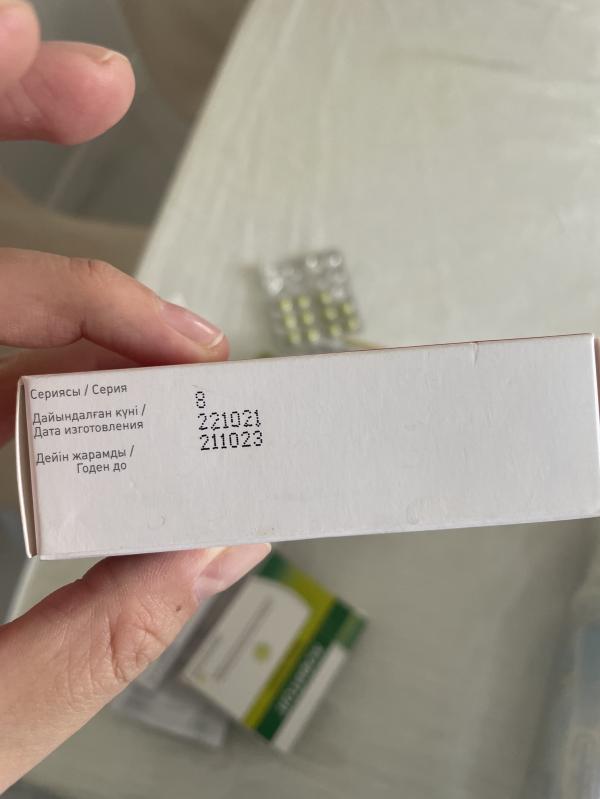 Сериясы / Серия
8
Дайындалған күні /
Дата изготовления
221021
Дейін жарамды /
Годен до
211023